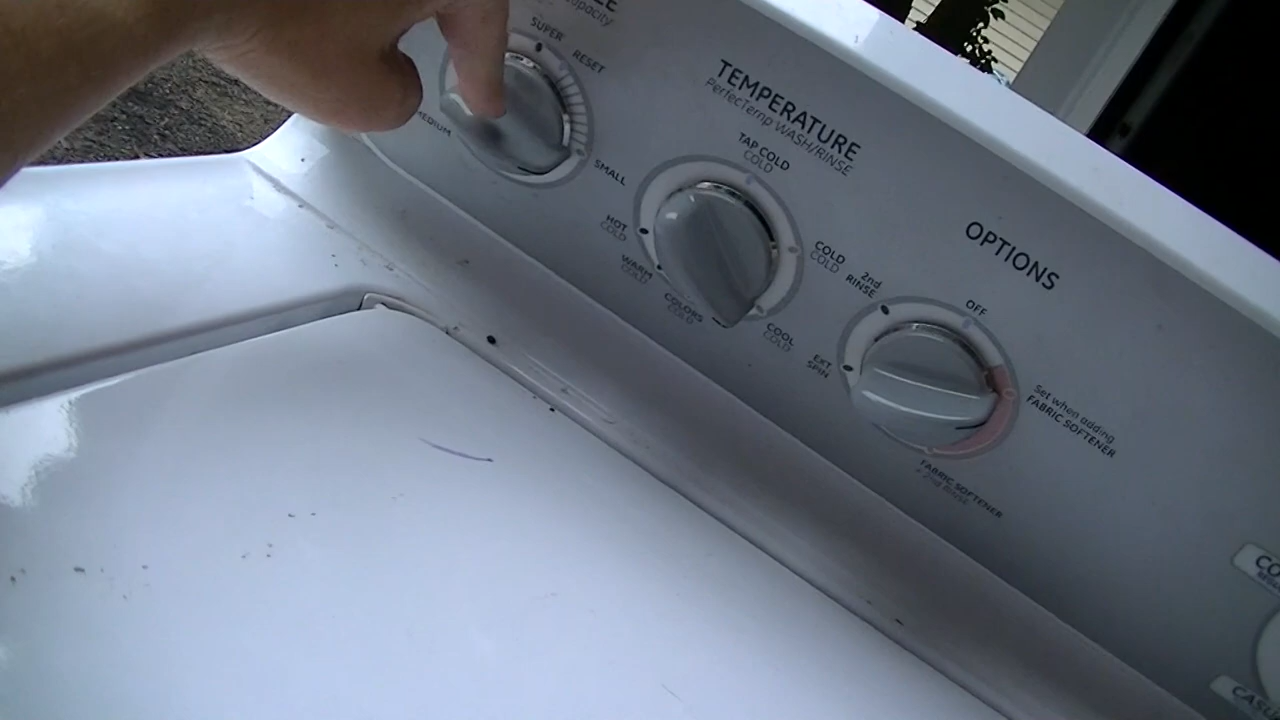 SUPER
RESET
MEDIUM
SMALL
TEMPERATURE
PerfecTemp WASH/RINSE
TAP COLD
COLD
HOT
COLD
WARM
COLD
COLORS
COLD
COOL
COLD
COLD
COLD
OPTIONS
2nd
RINSE
OFF
EXT
SPIN
Set when adding
FABRIC SOFTENER
FABRIC SOFTENER